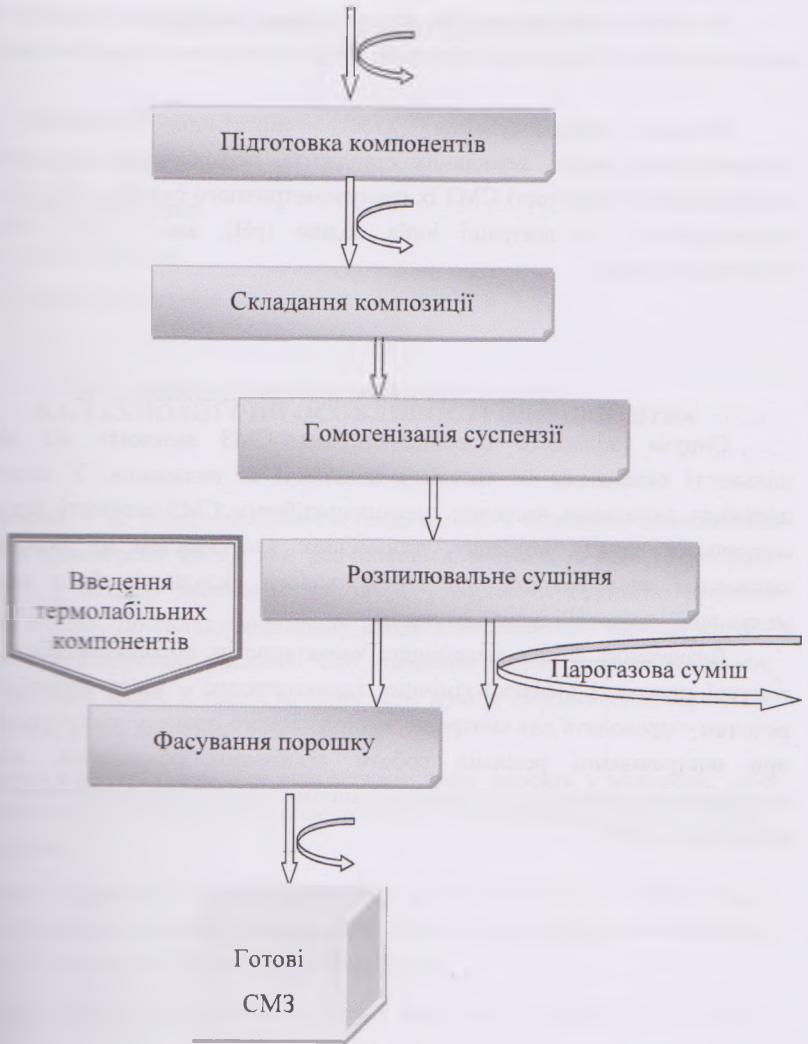 Підготовка компонентів
Складання композиції
Гомогенізація суспензії
Розпилювальне сушіння
Введення
термолабільних
компонентів
Парогазова суміш
Фасування порошку
Готові
СМЗ